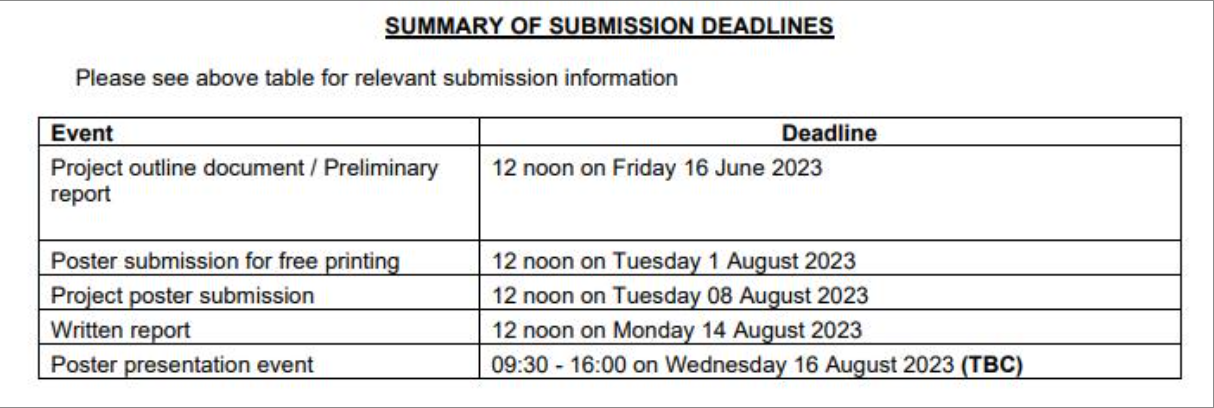 SUMMARY OF SUBMISSION DEADLINES
Please see above table for relevant submission information
Event Deadline
Project outline document / Preliminary 12 noon on Friday 16 June 2023
report
Poster submission for free printing 12 noon on Tuesday 1 August 2023
Project poster submission 12 noon on Tuesday 08 August 2023
Written report 12 noon on Monday 14 August 2023
Poster presentation event 09:30 - 16:00 on Wednesday 16 August 2023 (TBC)